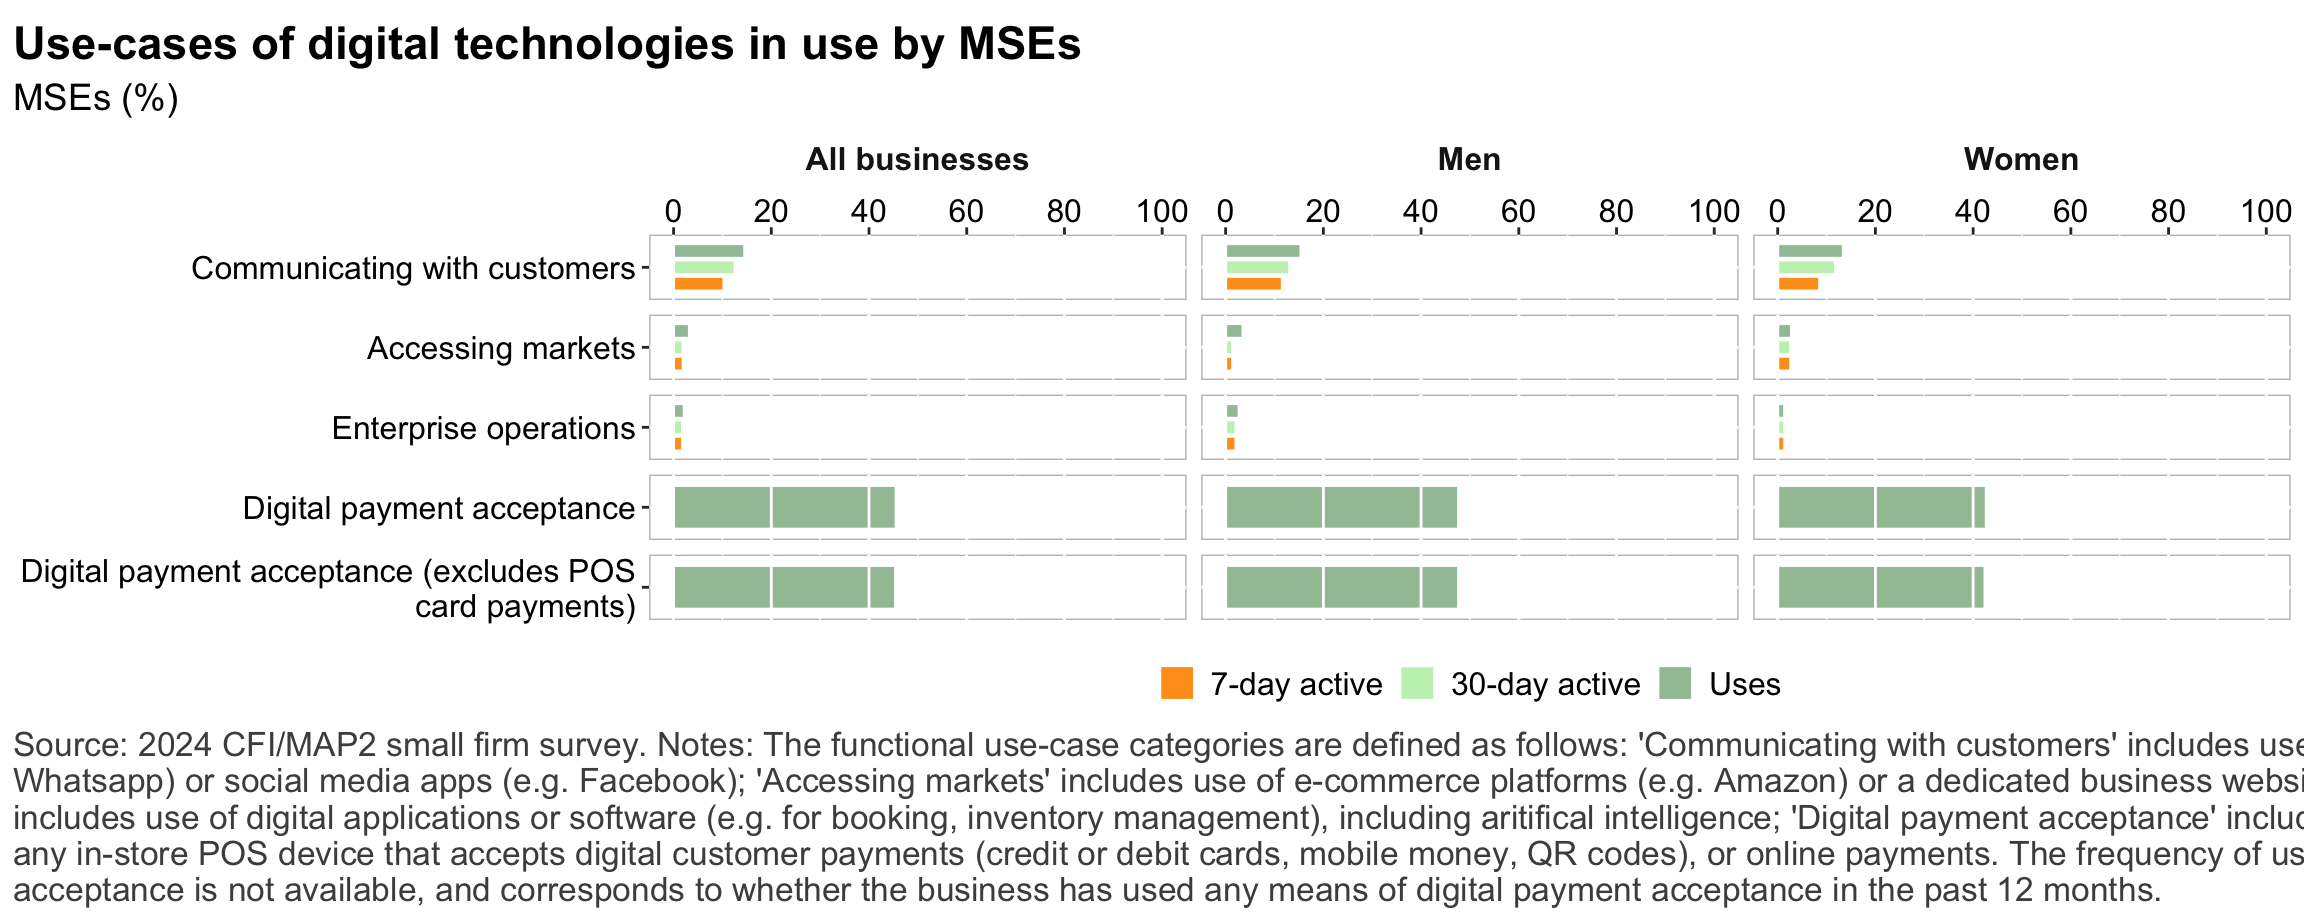 Use-cases of digital technologies in use by MSEs
MSEs (%)
All businesses Men Women
0 20 40 60 80 100 0 20 40 60 80 100 0 20 40 60 80 100
Communicating with customers
Accessing markets
Enterprise operations
Digital payment acceptance
Digital payment acceptance (excludes POS
card payments)
7-day active 30-day active Uses
Source: 2024 CFI/MAP2 small firm survey. Notes: The functional use-case categories are defined as follows: 'Communicating with customers' includes use
Whatsapp) or social media apps (e.g. Facebook); 'Accessing markets' includes use of e-commerce platforms (e.g. Amazon) or a dedicated business websi
includes use of digital applications or software (e.g. for booking, inventory management), including aritifical intelligence; 'Digital payment acceptance' includ
any in-store POS device that accepts digital customer payments (credit or debit cards, mobile money, QR codes), or online payments. The frequency of us
acceptance is not available, and corresponds to whether the business has used any means of digital payment acceptance in the past 12 months.